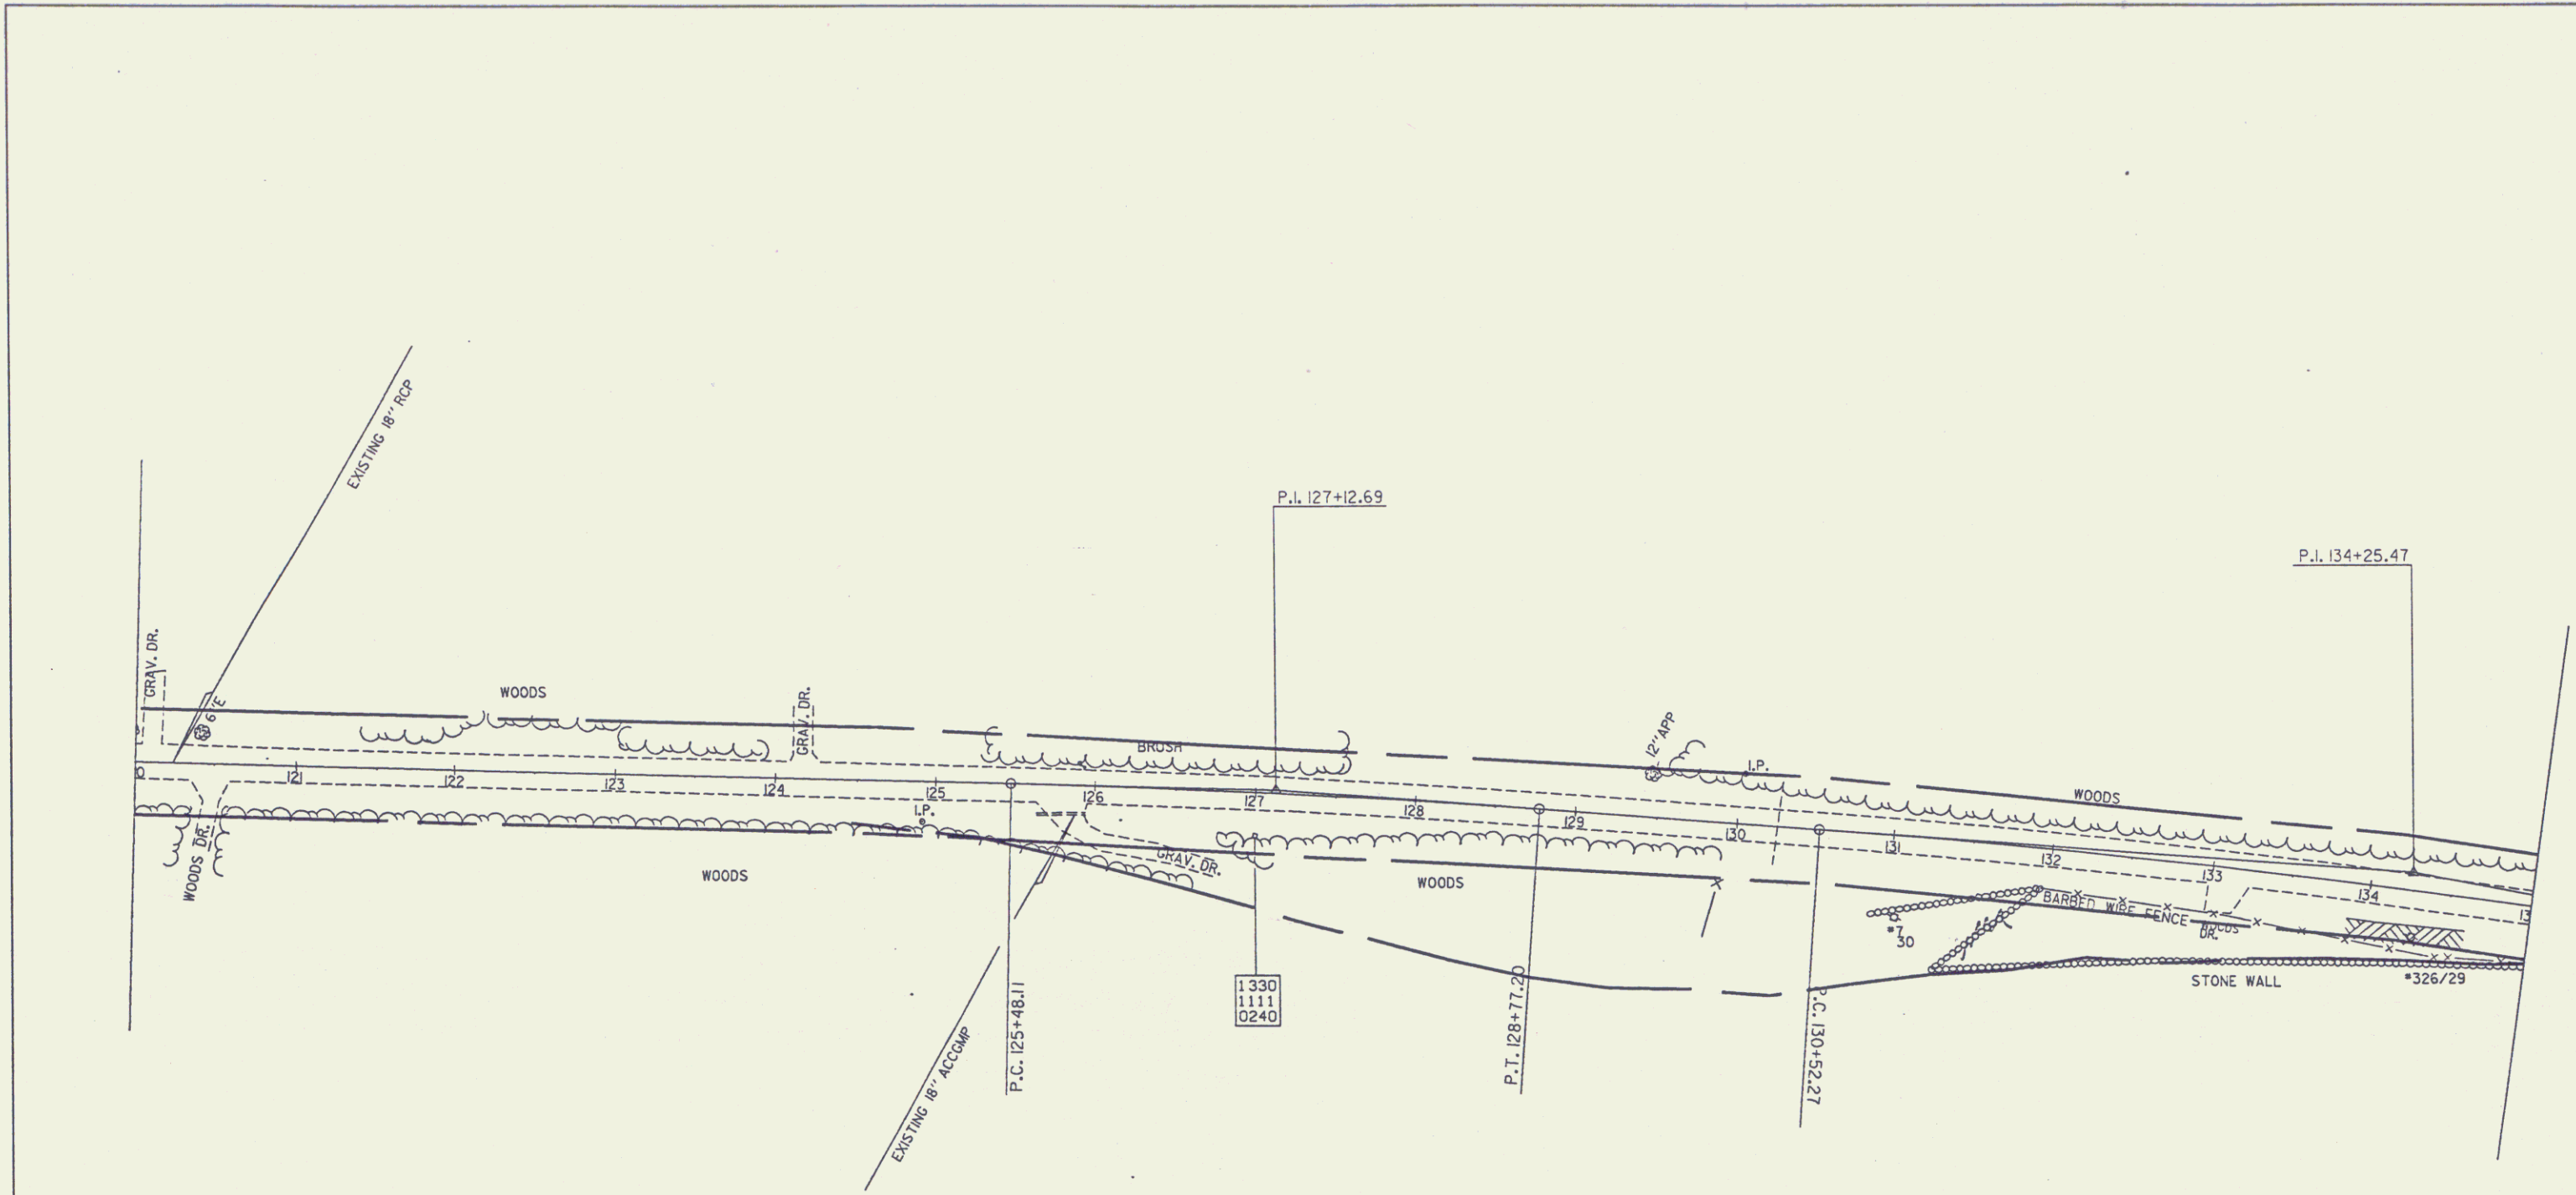 P.I. 127+12.69
P.I. 134+25.47
EXISTING 18" RCP
GRAV. DR.
WOODS
GRAV. DR.
BRUSH
12" APP
I.P.
WOODS
121
122
123
124
125
126
127
128
129
130
131
132
133
134
WOODS DR.
I.P.
WOODS
GRAV. DR.
WOODS
BARBED WIRE FENCE
WOODS
DR.
#7
30
STONE WALL
#326/29
1330
1111
0240
P.C. 125+48.11
P.T. 128+77.20
P.C. 130+52.27
EXISTING 18" ACCGMP